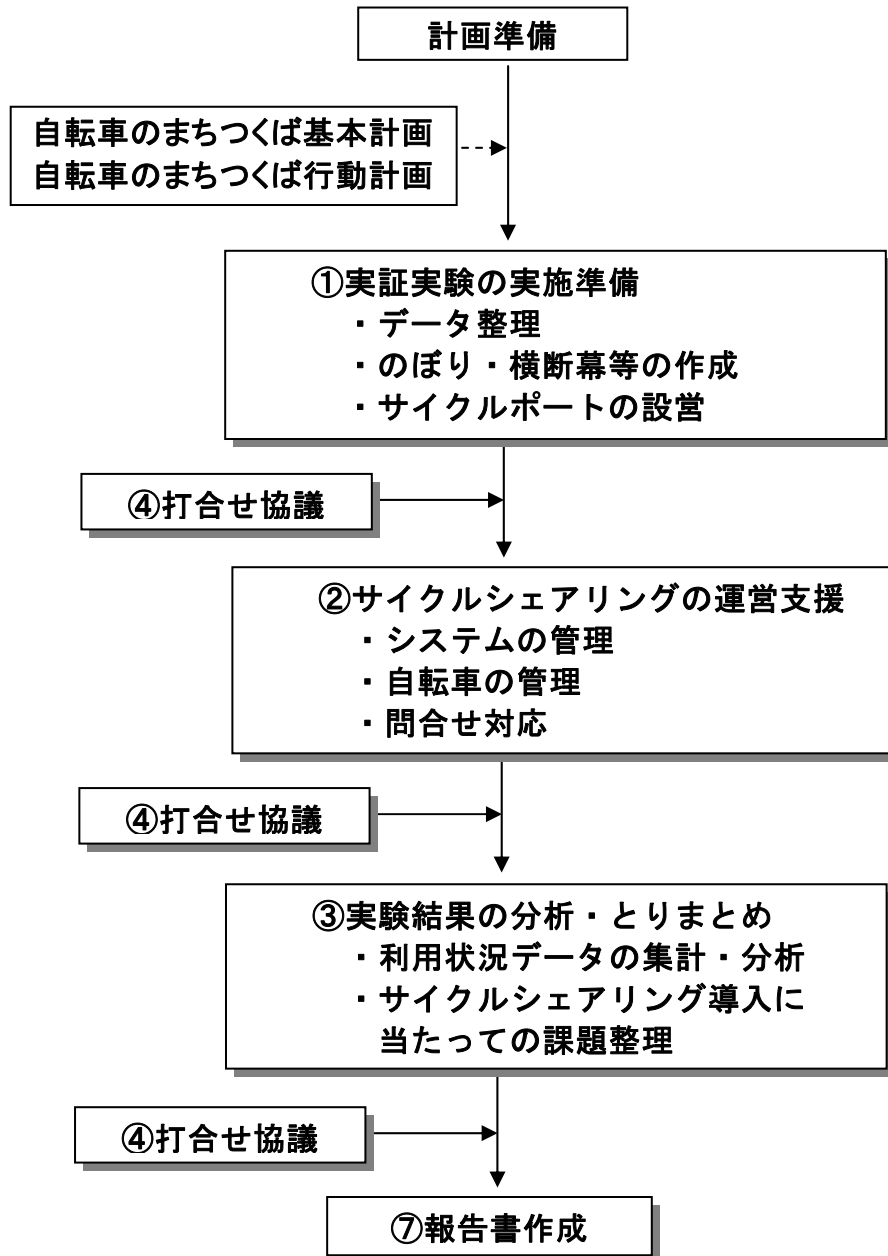 計画準備
自転車のまちつくば基本計画
自転車のまちつくば行動計画
①実証実験の実施準備
・データ整理
・のぼり・横断幕等の作成
・サイクルポートの設営
④打合せ協議
②サイクルシェアリングの運営支援
・システムの管理
・自転車の管理
・問合せ対応
④打合せ協議
③実験結果の分析・とりまとめ
・利用状況データの集計・分析
・サイクルシェアリング導入に
当たっての課題整理
④打合せ協議
⑦報告書作成